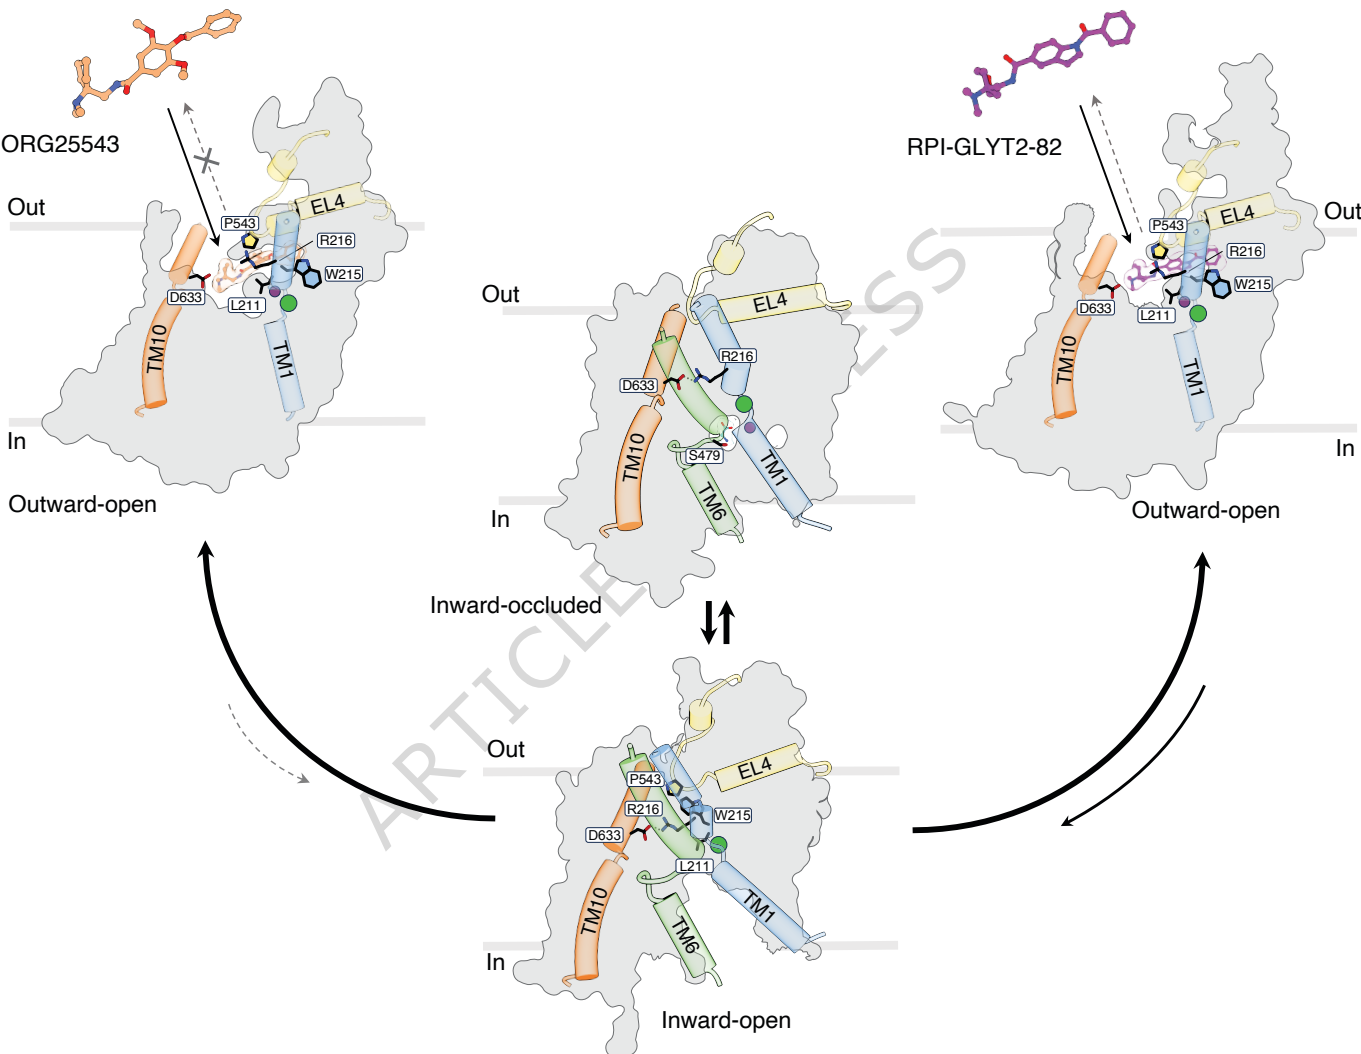 ORG25543
Out
P543
EL4
R216
W215
D633
L211
TM10
TM1
In
Outward-open
RPI-GLYT2-82
P543
EL4
Out
R216
W215
D633
L211
TM10
TM1
In
Outward-open
Out
EL4
R216
D633
TM10
S479
TM1
TM6
In
Inward-occluded
Out
EL4
P543
R216
W215
D633
L211
TM10
TM1
TM6
In
Inward-open